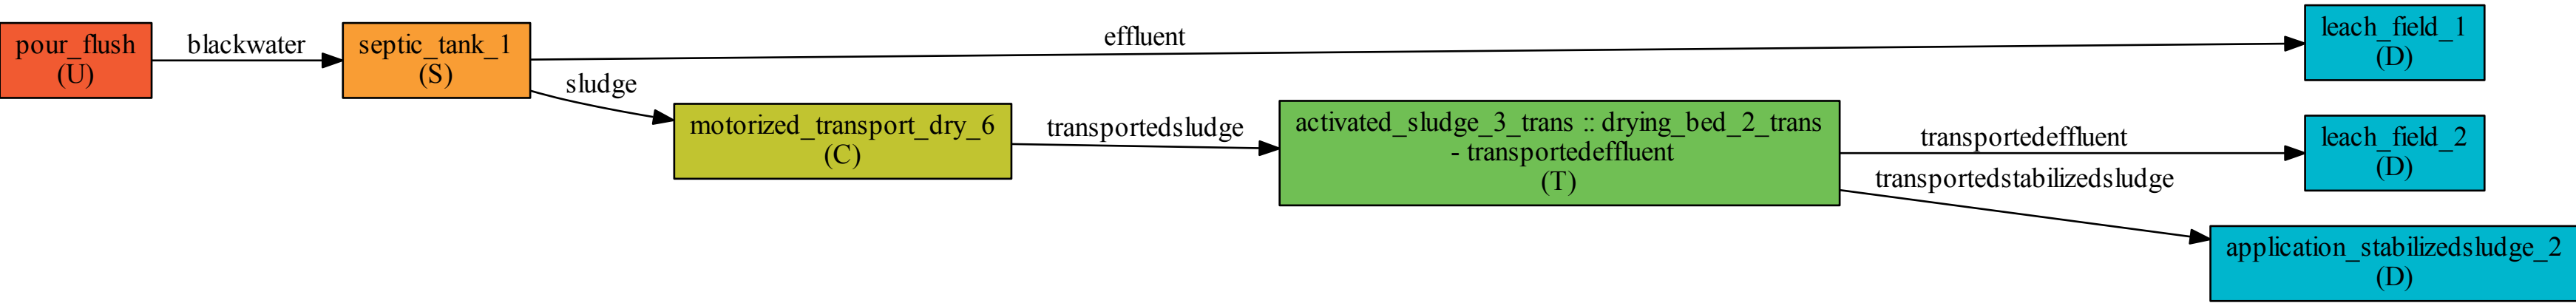 pour_flush
(U)
blackwater
septic_tank_1
(S)
effluent
leach_field_1
(D)
sludge
motorized_transport_dry_6
(C)
transportedsludge
activated_sludge_3_trans :: drying_bed_2_trans
- transportedeffluent
(T)
transportedeffluent
leach_field_2
(D)
transportedstabilizedsludge
application_stabilizedsludge_2
(D)